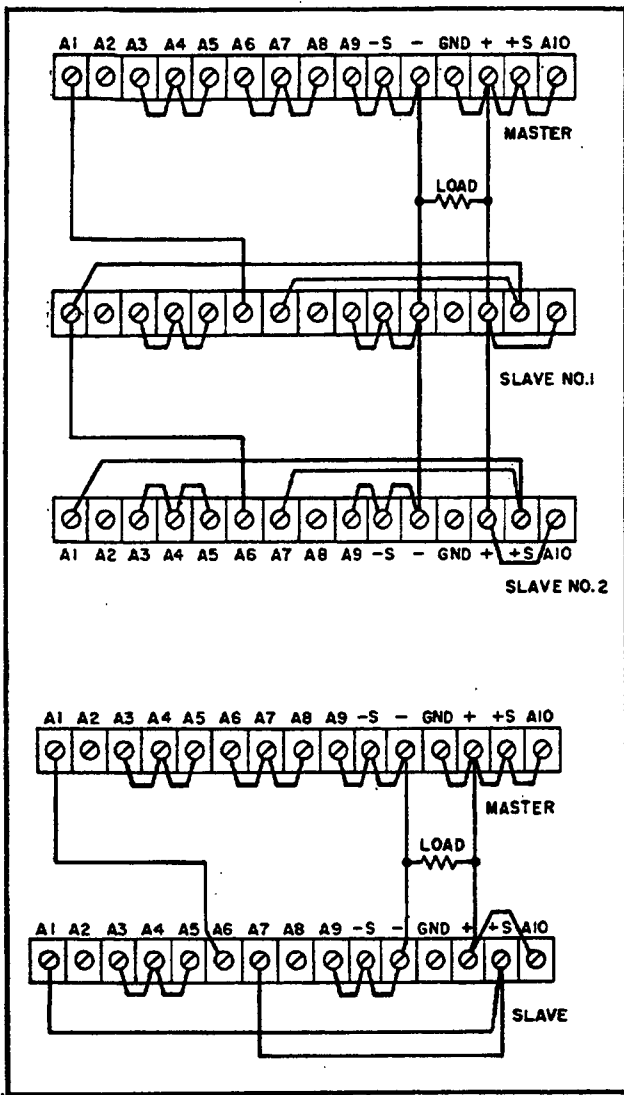 A1 A2 A3 A4 A5 A6 A7 A8 A9 -S - GND + +S A10
MASTER
LOAD
SLAVE NO.1
A1 A2 A3 A4 A5 A6 A7 A8 A9 -S - GND + +S A10
SLAVE NO.2
A1 A2 A3 A4 A5 A6 A7 A8 A9 -S - GND + +S A10
MASTER
LOAD
A1 A2 A3 A4 A5 A6 A7 A8 A9 -S - GND + +S A10
SLAVE